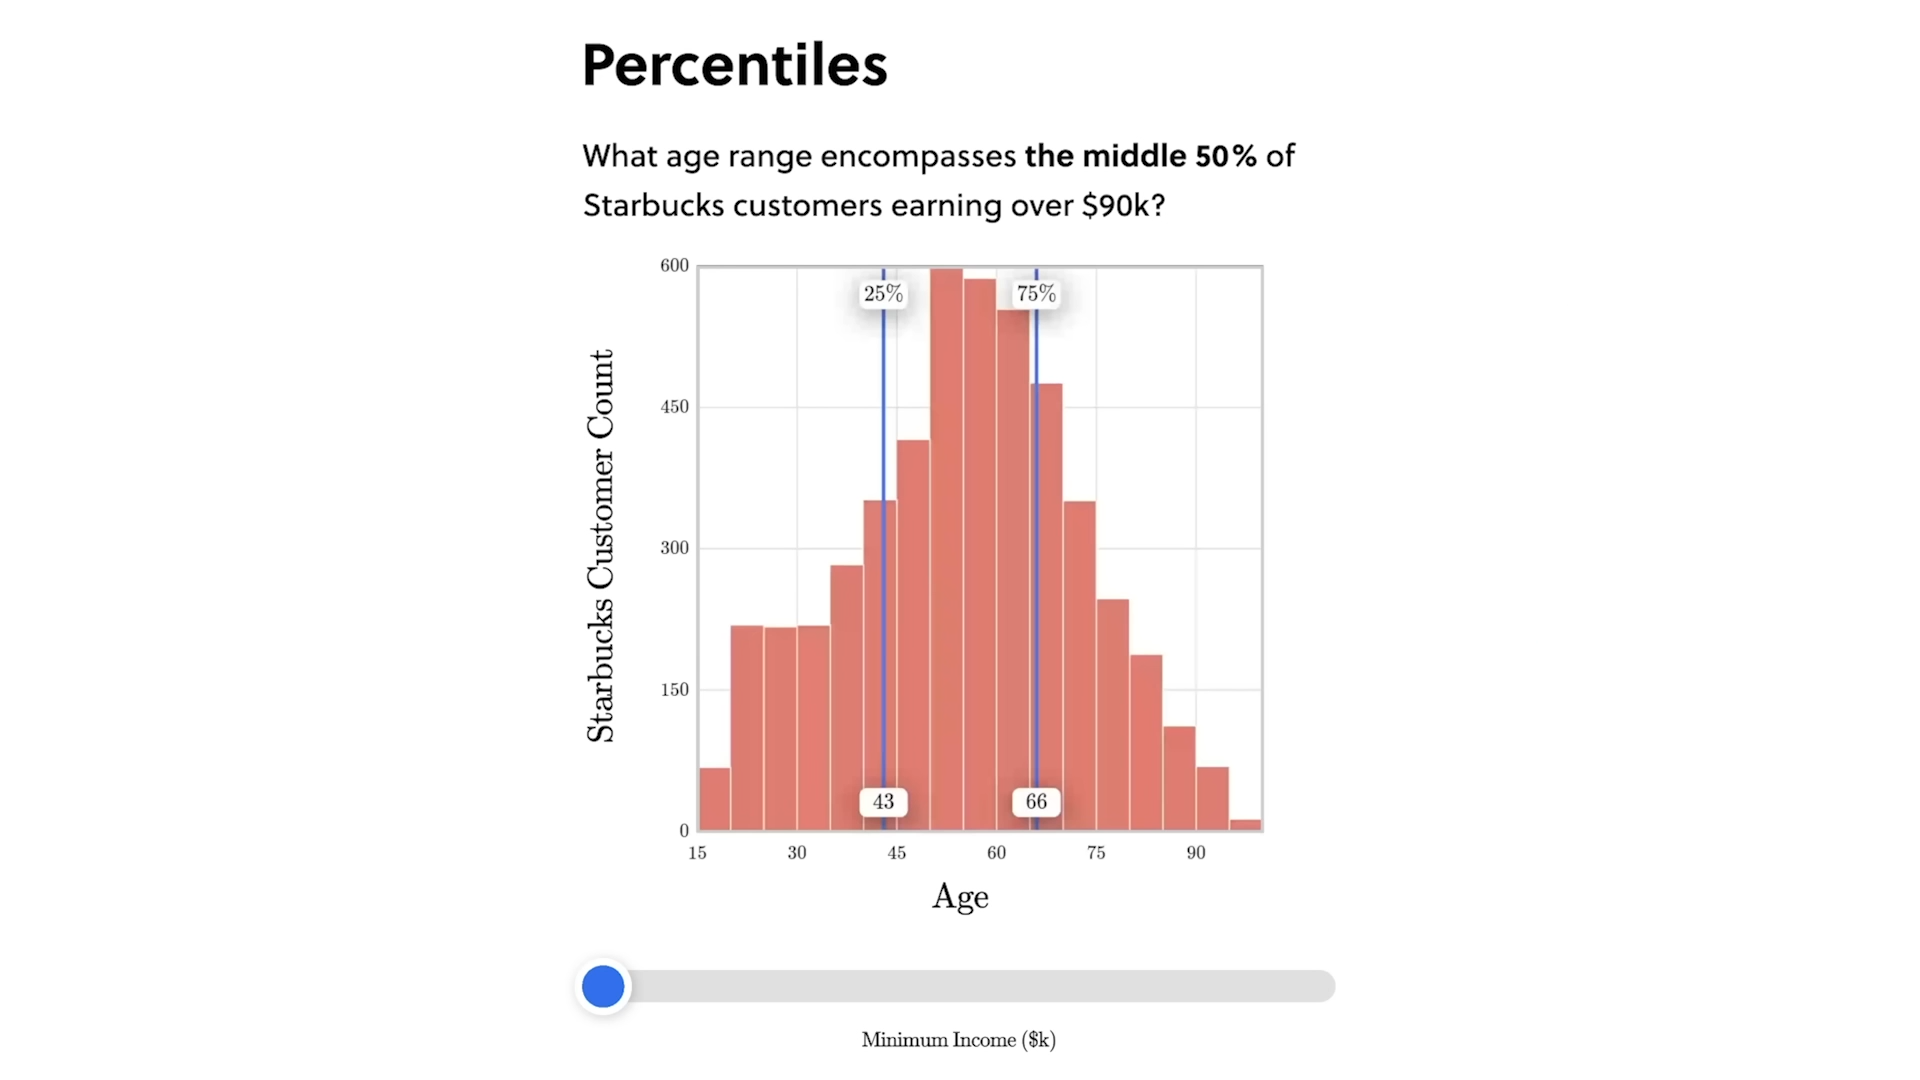 Percentiles
What age range encompasses the middle 50% of
Starbucks customers earning over $90k?
600
450
300
150
0
Starbucks Customer Count
25%
75%
43
66
15
30
45
60
75
90
Age
Minimum Income ($k)